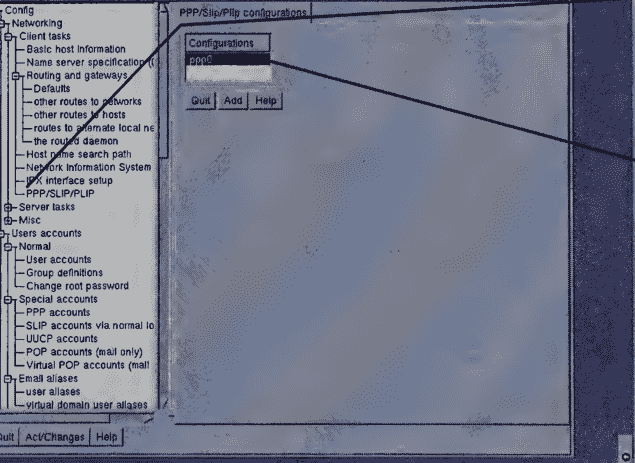 Config
Networking
Client tasks
Basic host information
Name server specification (
Routing and gateways
Defaults
other routes to networks
other routes to hosts
routes to alternate local ne
the routed daemon
Host name search path
Network Information System
IPX interface setup
PPP/SLIP/PLIP
Server tasks
Misc
Users accounts
Normal
User accounts
Group definitions
Change root password
Special accounts
PPP accounts
SLIP accounts via normal lo
UUCP accounts
POP accounts (mail only)
Virtual POP accounts (mail
Email aliases
user aliases
virtual domain user aliases
Quit Act/Changes Help
PPP/Slip/Plip configurations
Configurations
ppp0
Quit Add Help